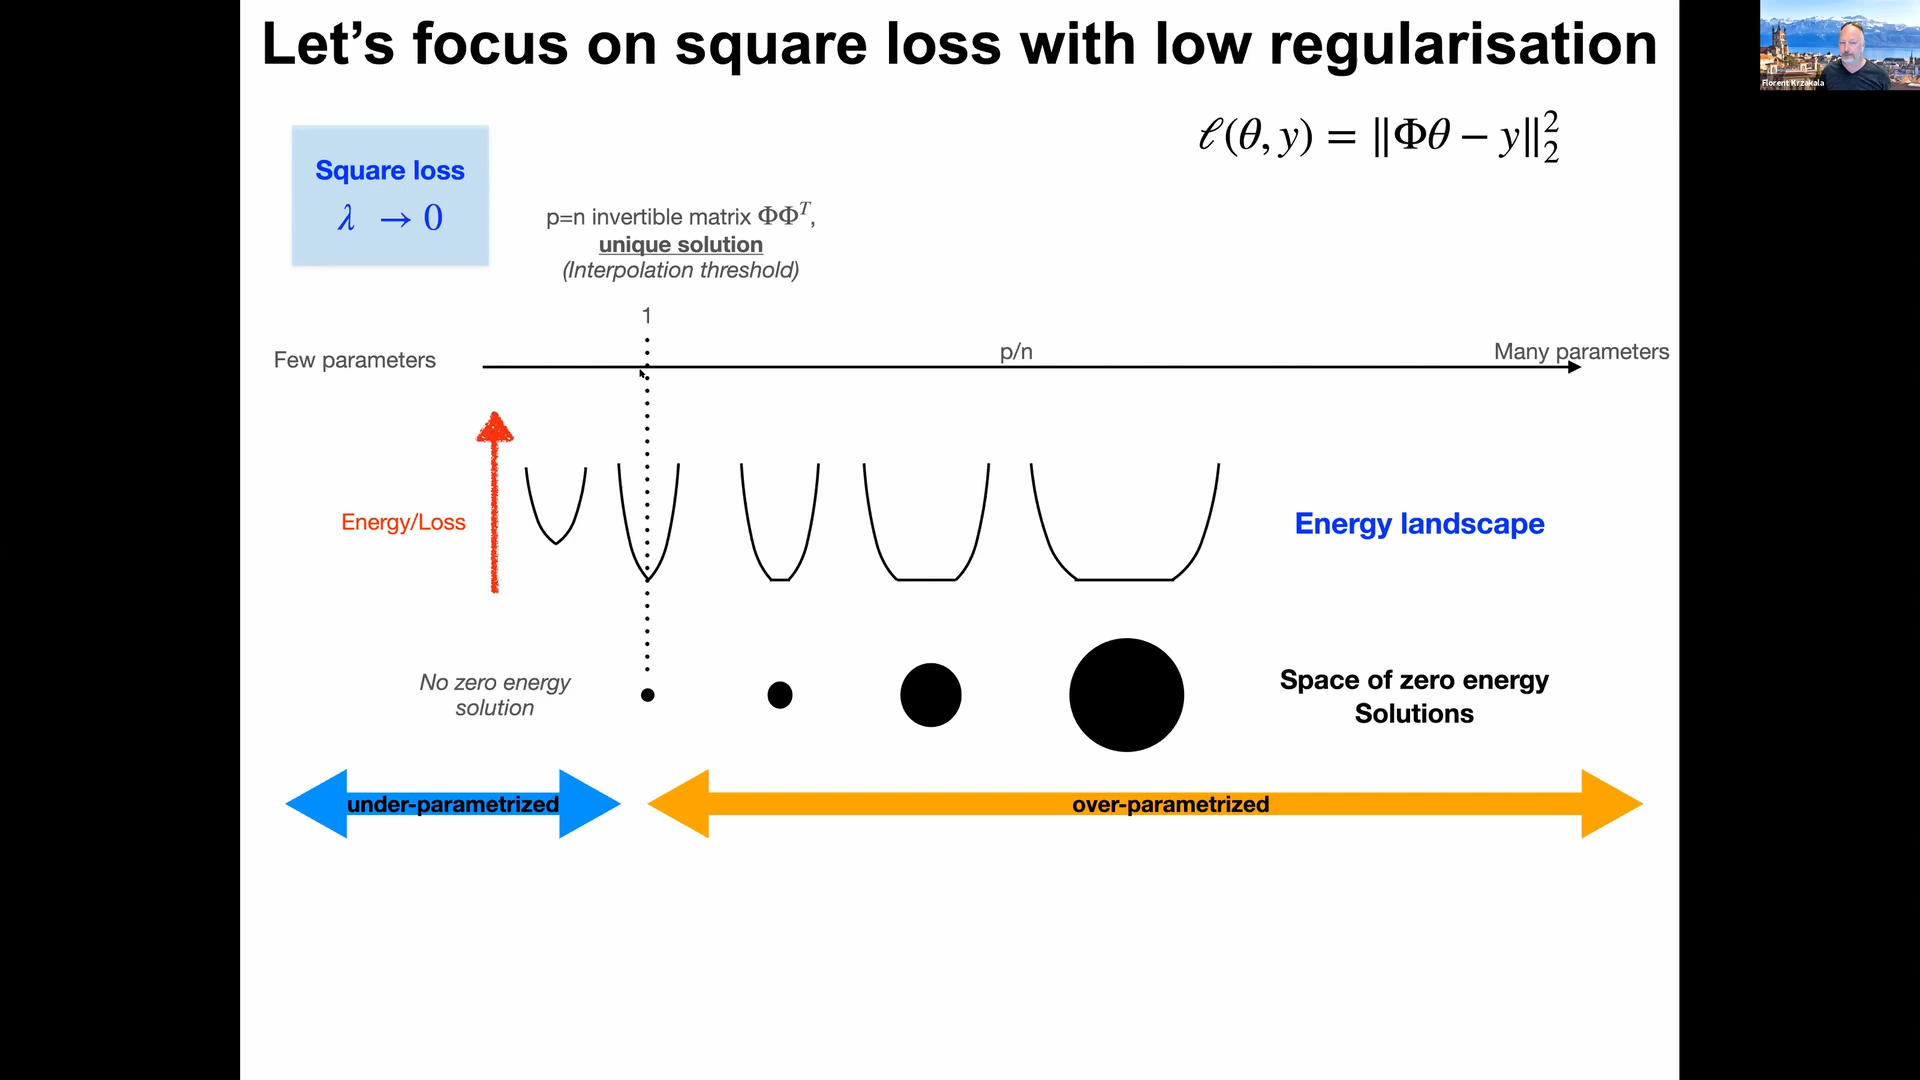 Let's focus on square loss with low regularisation
Florent Krzakala
ℓ(θ, y) = ‖Φθ − y‖₂²
Square loss
λ → 0
p=n invertible matrix ΦΦᵀ,
unique solution
(Interpolation threshold)
1
Few parameters
p/n
Many parameters
Energy/Loss
Energy landscape
No zero energy
solution
Space of zero energy
Solutions
under-parametrized
over-parametrized